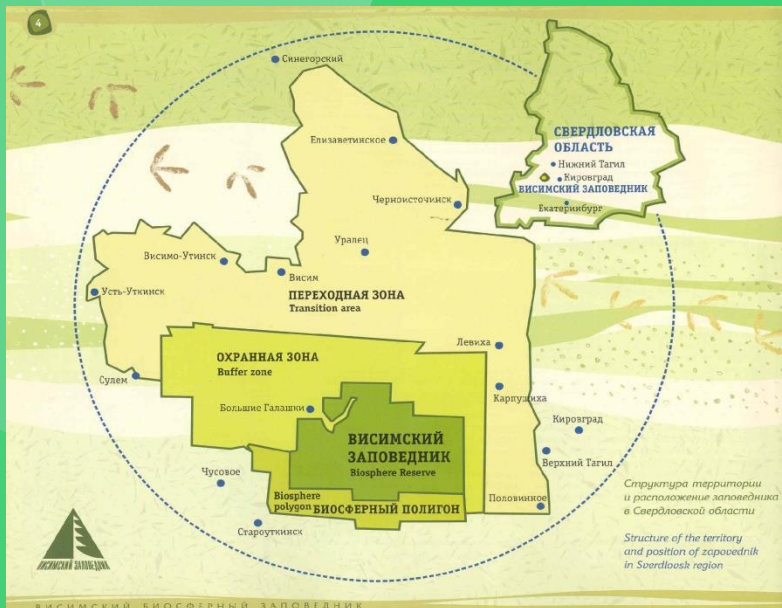 4
Синегорский
Елизаветинское
СВЕРДЛОВСКАЯ
ОБЛАСТЬ
Нижний Тагил
Кировград
ВИСИМСКИЙ ЗАПОВЕДНИК
Екатеринбург
Черноисточинск
Уралец
Висимо-Утинск
Висим
Усть-Уткинск
ПЕРЕХОДНАЯ ЗОНА
Transition area
Левиха
ОХРАННАЯ ЗОНА
Buffer zone
Сулем
Карпушиха
Большие Галашки
Кировград
ВИСИМСКИЙ
ЗАПОВЕДНИК
Biosphere Reserve
Верхний Тагил
Чусовое
Biosphere
polygon
БИОСФЕРНЫЙ ПОЛИГОН
Половинное
Староуткинск
Структура территории
и расположение заповедника
в Свердловской области
Structure of the territory
and position of zapovednik
in Sverdlovsk region
ВИСИМСКИЙ ЗАПОВЕДНИК
ВИСИМСКИЙ БИОСФЕРНЫЙ ЗАПОВЕДНИК